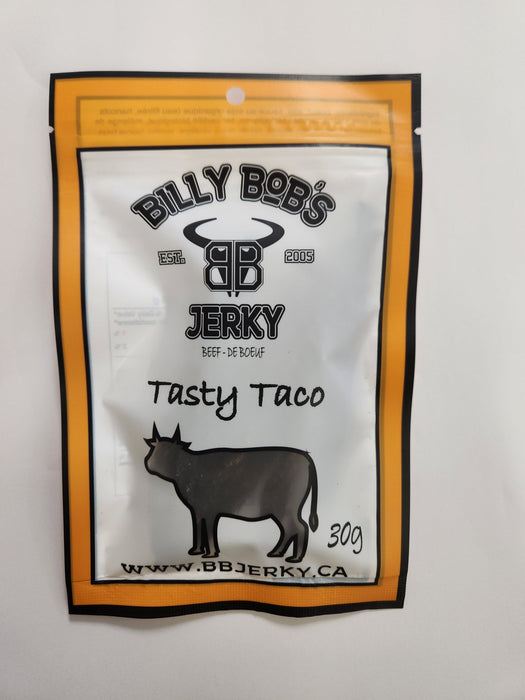 BILLY BOB'S
EST. BB 2005
JERKY
BEEF - DE BOEUF
Tasty Taco
30g
WWW.BBJERKY.CA